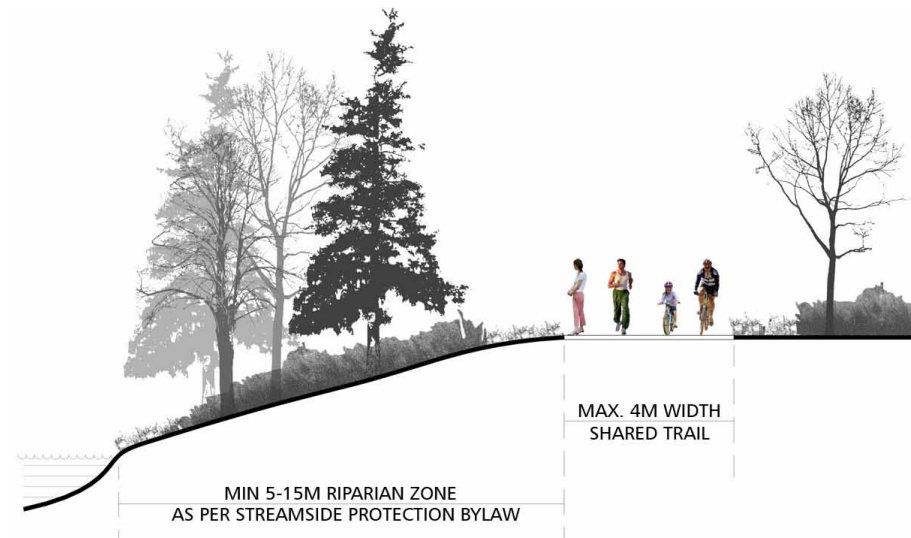 MAX. 4M WIDTH
SHARED TRAIL
MIN 5-15M RIPARIAN ZONE
AS PER STREAMSIDE PROTECTION BYLAW